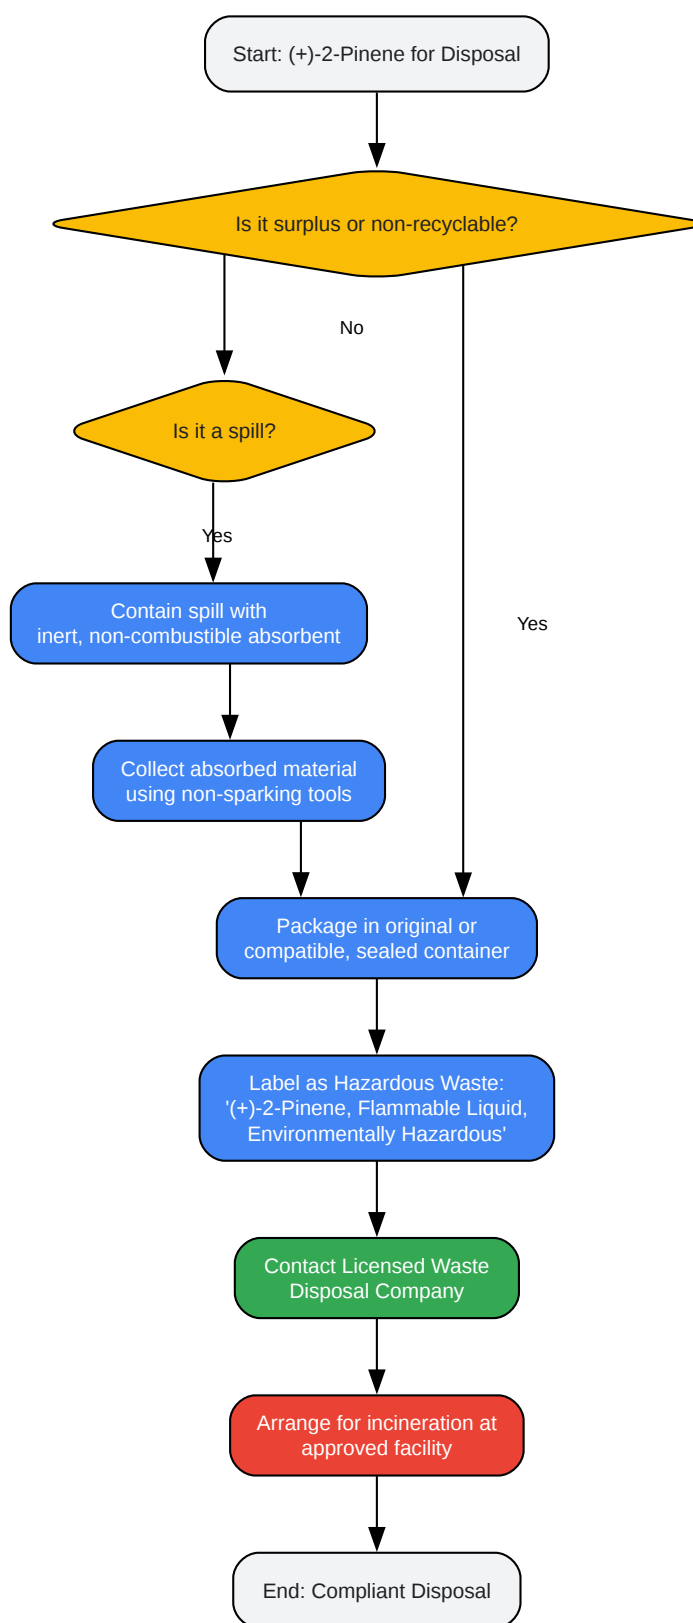 Start: (+)-2-Pinene for Disposal
Is it surplus or non-recyclable?
No
Is it a spill?
Yes
Contain spill with
inert, non-combustible absorbent
Yes
Collect absorbed material
using non-sparking tools
Package in original or
compatible, sealed container
Label as Hazardous Waste:
'(+)-2-Pinene, Flammable Liquid,
Environmentally Hazardous'
Contact Licensed Waste
Disposal Company
Arrange for incineration at
approved facility
End: Compliant Disposal